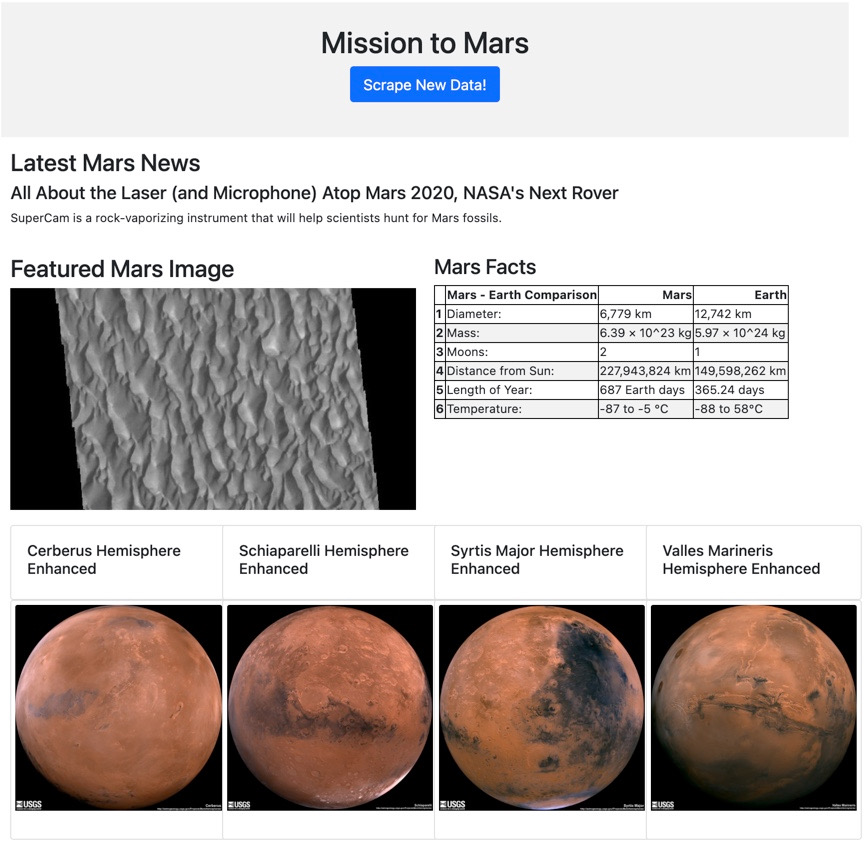 Mission to Mars
Scrape New Data!
Latest Mars News
All About the Laser (and Microphone) Atop Mars 2020, NASA's Next Rover
SuperCam is a rock-vaporizing instrument that will help scientists hunt for Mars fossils.
Featured Mars Image
Mars Facts
Mars - Earth Comparison Mars Earth
1 Diameter: 6,779 km 12,742 km
2 Mass: 6.39 × 10^23 kg 5.97 × 10^24 kg
3 Moons: 2 1
4 Distance from Sun: 227,943,824 km 149,598,262 km
5 Length of Year: 687 Earth days 365.24 days
6 Temperature: -87 to -5 °C -88 to 58°C
Cerberus Hemisphere
Enhanced
Schiaparelli Hemisphere
Enhanced
Syrtis Major Hemisphere
Enhanced
Valles Marineris
Hemisphere Enhanced
USGS
Cerberus
USGS
Schiaparelli
USGS
Syrtis Major
USGS
Valles Marineris